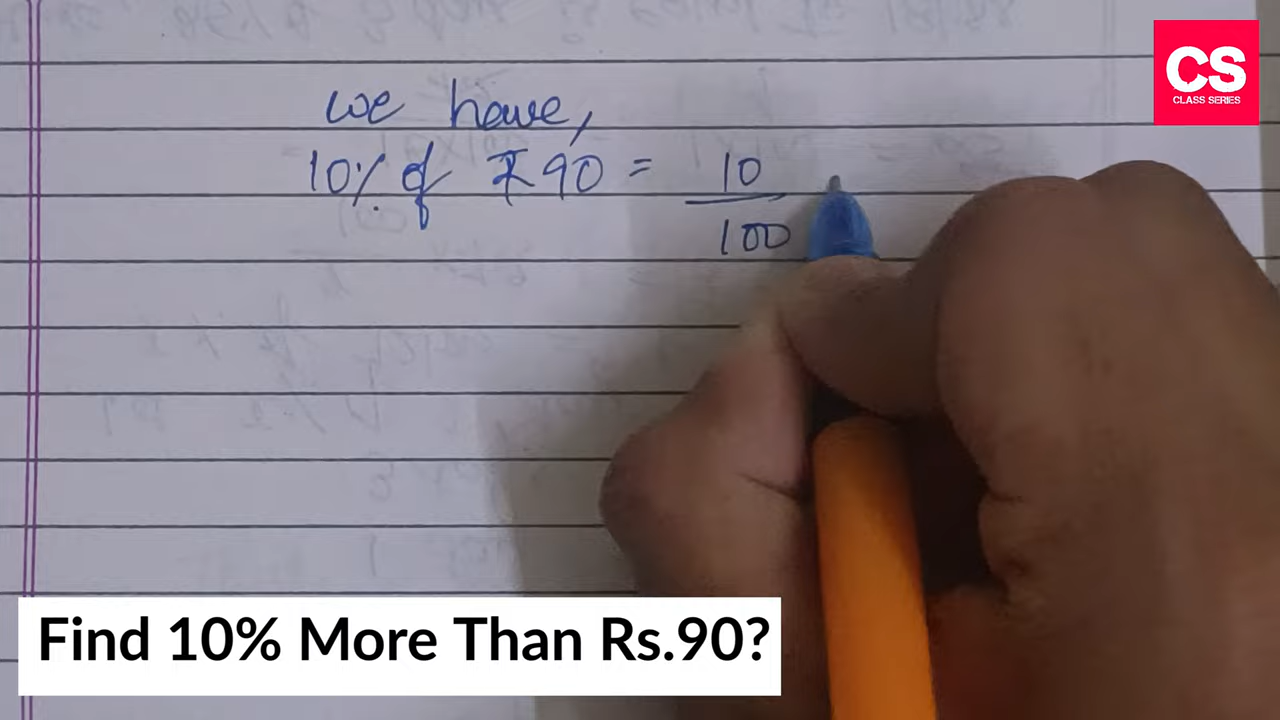 CS
CLASS SERIES
we have,
10% of ₹90 = 10
100
Find 10% More Than Rs.90?